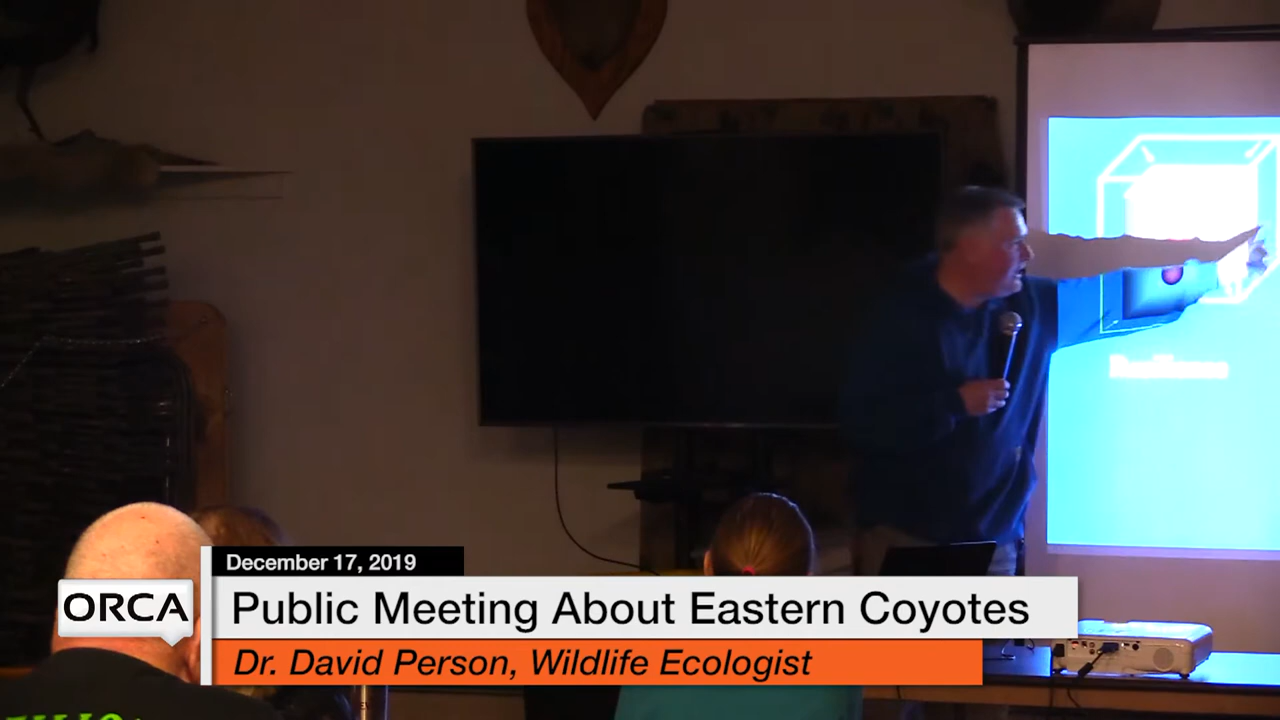 December 17, 2019
ORCA
Public Meeting About Eastern Coyotes
Dr. David Person, Wildlife Ecologist